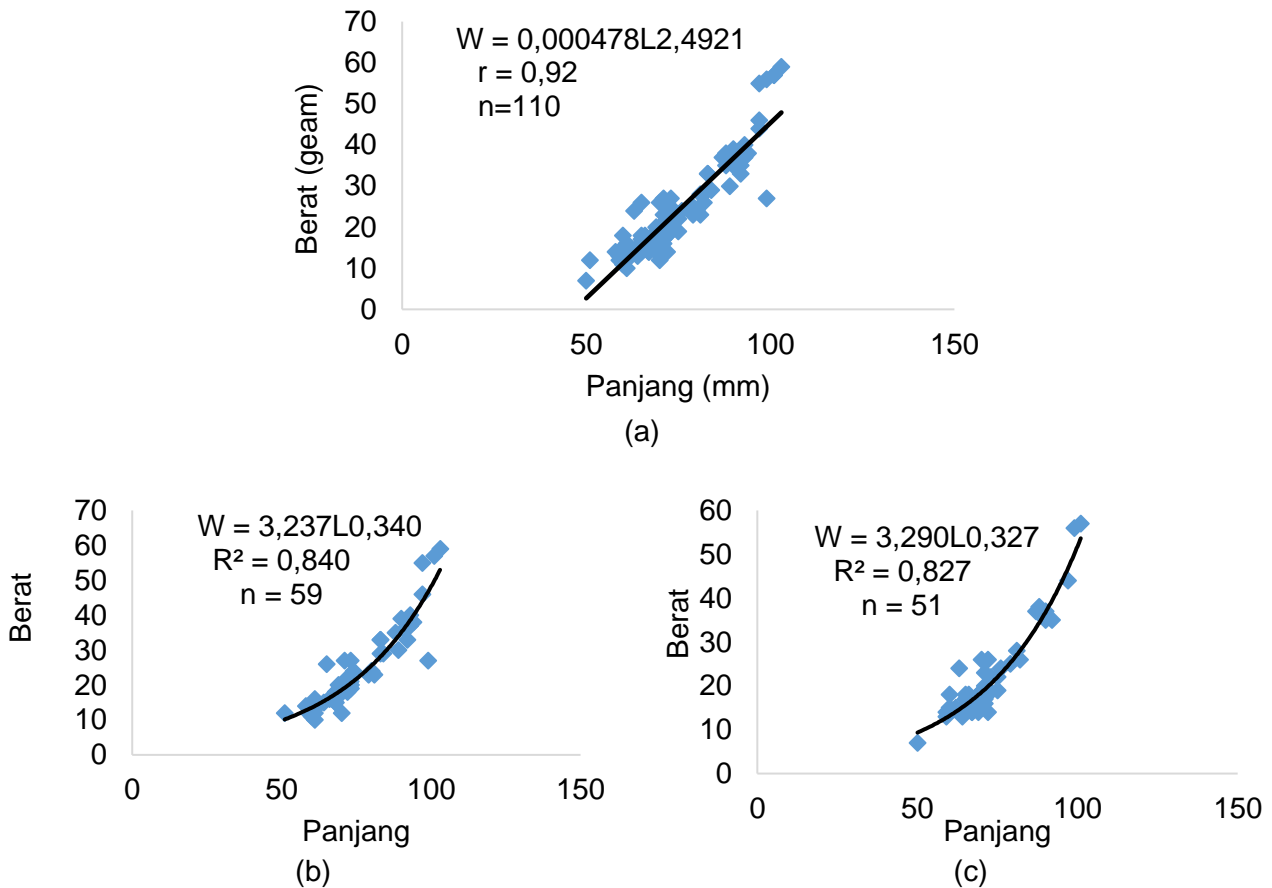 70
60
50
40
30
20
10
0
Berat (geam)
W = 0,000478L2,4921
r = 0,92
n=110
0 50 100 150
Panjang (mm)
(a)
70
60
50
40
30
20
10
0
Berat
W = 3,237L0,340
R² = 0,840
n = 59
0 50 100 150
Panjang
(b)
60
50
40
30
20
10
0
Berat
W = 3,290L0,327
R² = 0,827
n = 51
0 50 100 150
Panjang
(c)